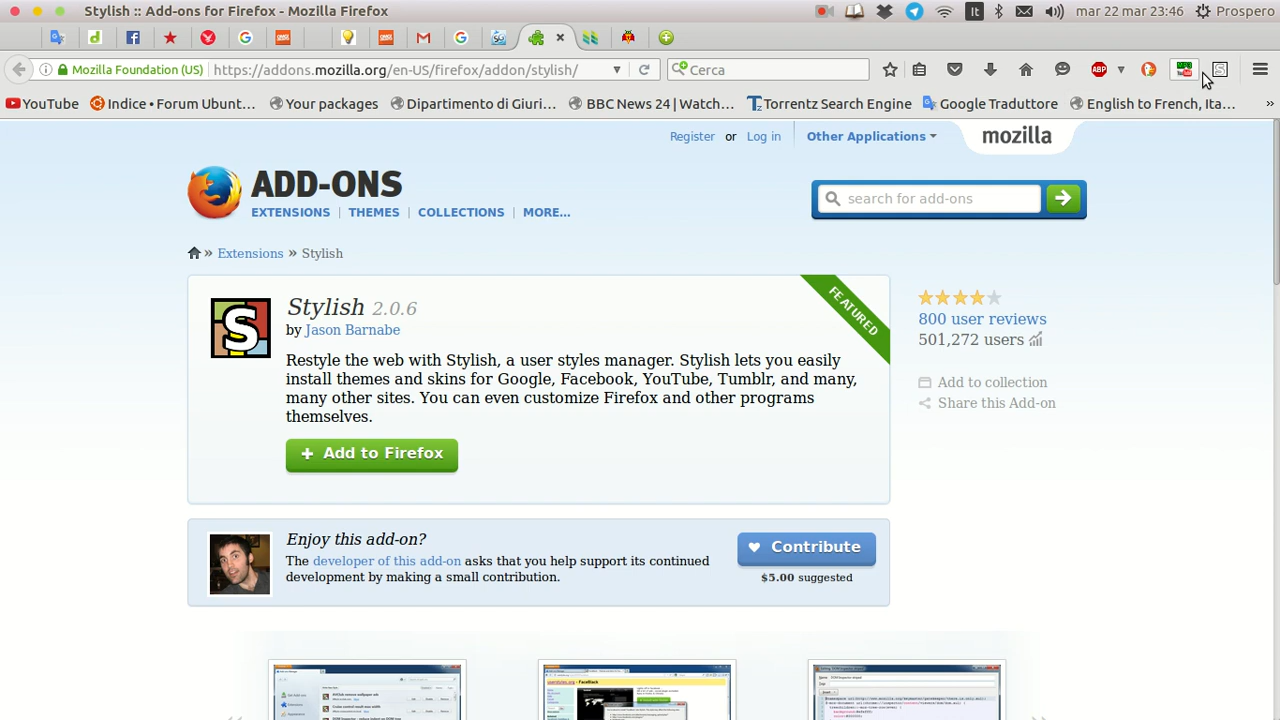 Stylish :: Add-ons for Firefox - Mozilla Firefox
It
mar 22 mar 23:46
Prospero
Mozilla Foundation (US)
https://addons.mozilla.org/en-US/firefox/addon/stylish/
Cerca
ABP
YouTube
Indice • Forum Ubunt...
Your packages
Dipartimento di Giuri...
BBC News 24 | Watch...
Torrentz Search Engine
Google Traduttore
English to French, Ita...
»
Register or Log in
Other Applications
mozilla
ADD-ONS
EXTENSIONS | THEMES | COLLECTIONS | MORE...
search for add-ons
» Extensions » Stylish
FEATURED
S
Stylish 2.0.6
by Jason Barnabe
Restyle the web with Stylish, a user styles manager. Stylish lets you easily
install themes and skins for Google, Facebook, YouTube, Tumblr, and many,
many other sites. You can even customize Firefox and other programs
themselves.
+ Add to Firefox
800 user reviews
501,272 users
Add to collection
Share this Add-on
Enjoy this add-on?
The developer of this add-on asks that you help support its continued
development by making a small contribution.
Contribute
$5.00 suggested